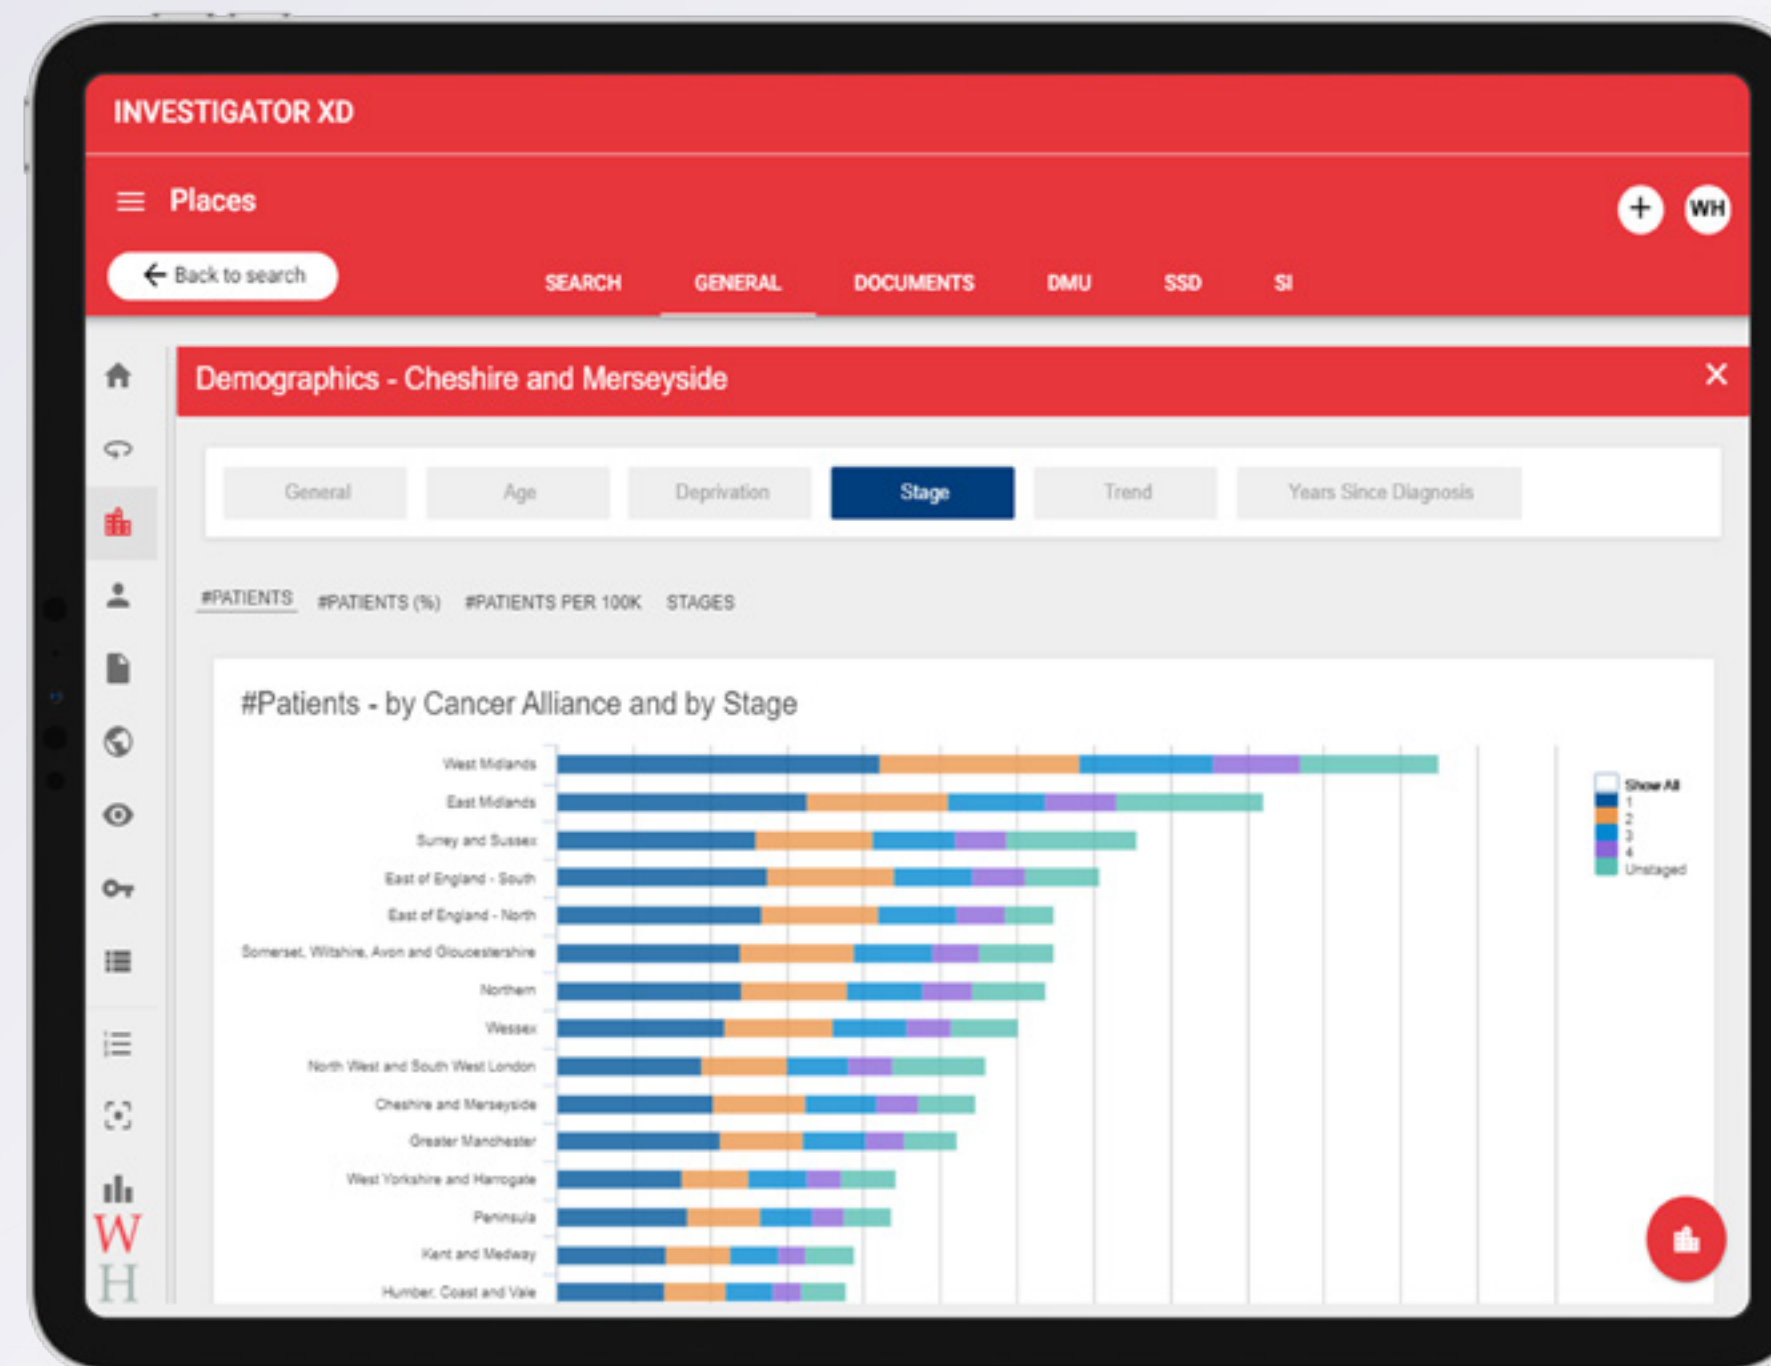 INVESTIGATOR XD
Places
+ WH
Back to search
SEARCH GENERAL DOCUMENTS DMU SSD SI
Demographics - Cheshire and Merseyside
General Age Deprivation Stage Trend Years Since Diagnosis
#PATIENTS #PATIENTS (%) #PATIENTS PER 100K STAGES
#Patients - by Cancer Alliance and by Stage
West Midlands
East Midlands
Surrey and Sussex
East of England - South
East of England - North
Somerset, Wiltshire, Avon and Gloucestershire
Northern
Wessex
North West and South West London
Cheshire and Merseyside
Greater Manchester
West Yorkshire and Harrogate
Peninsula
Kent and Medway
Humber, Coast and Vale
Show All
1
2
3
4
Unstaged
W
H